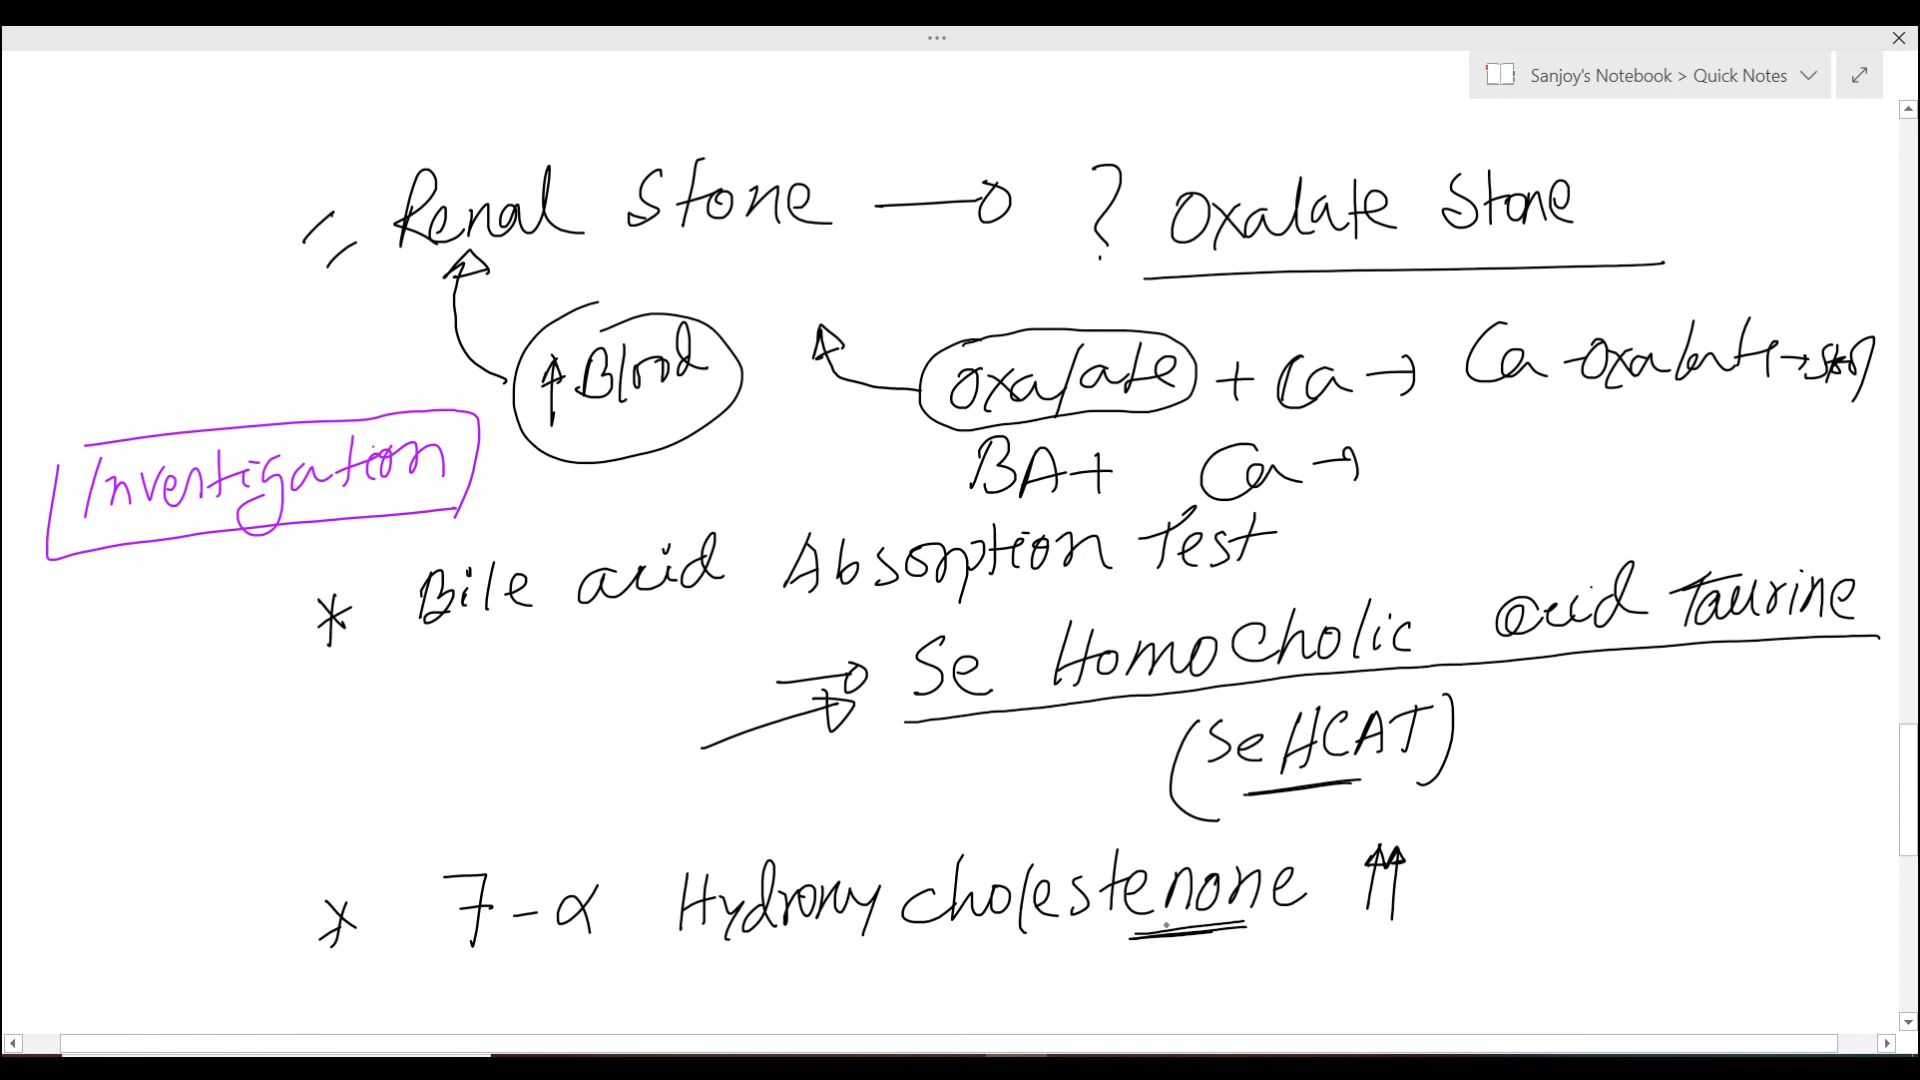 Sanjoy's Notebook > Quick Notes
= Renal Stone → ? Oxalate Stone
↑ Blood oxalate + Ca → Ca-oxalate →
BA + Ca →
Investigation
* Bile acid Absorption Test
Se Homocholic acid Taurine
(SeHCAT)
* 7-α Hydroxy cholestenone ↑↑